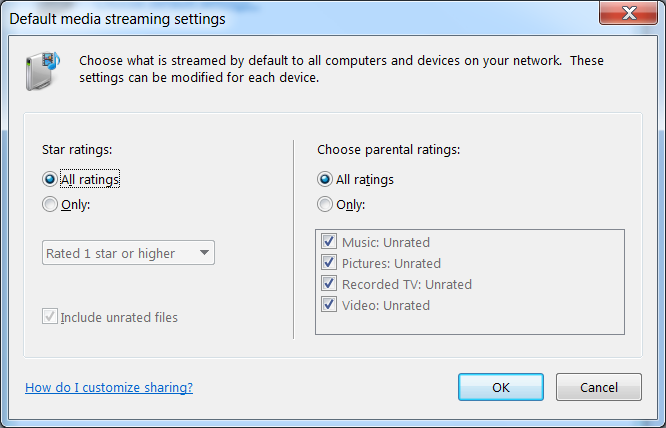 Default media streaming settings
Choose what is streamed by default to all computers and devices on your network. These
settings can be modified for each device.
Star ratings:
All ratings
Only:
Rated 1 star or higher
Include unrated files
Choose parental ratings:
All ratings
Only:
Music: Unrated
Pictures: Unrated
Recorded TV: Unrated
Video: Unrated
How do I customize sharing?
OK
Cancel